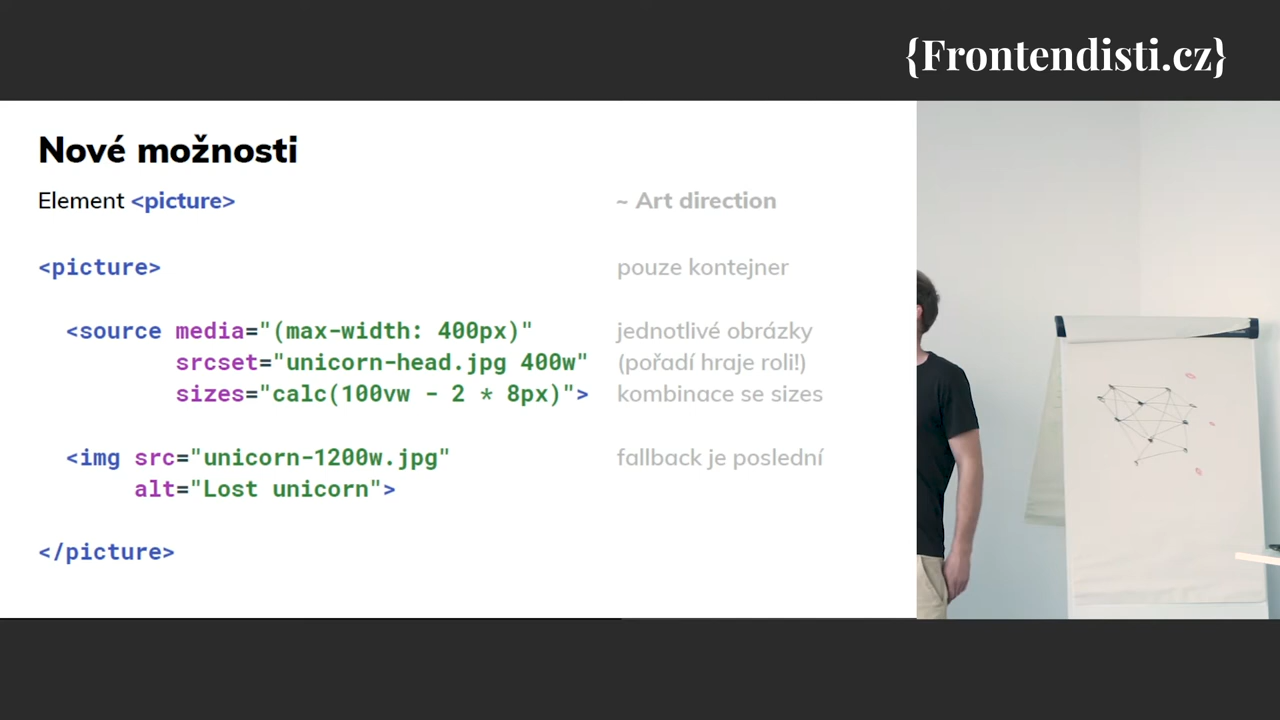 {Frontendisti.cz}
Nové možnosti
Element <picture> ~ Art direction
<picture> pouze kontejner
<source media="(max-width: 400px)" jednotlivé obrázky
srcset="unicorn-head.jpg 400w" (pořadí hraje roli!)
sizes="calc(100vw - 2 * 8px)"> kombinace se sizes
<img src="unicorn-1200w.jpg" fallback je poslední
alt="Lost unicorn">
</picture>